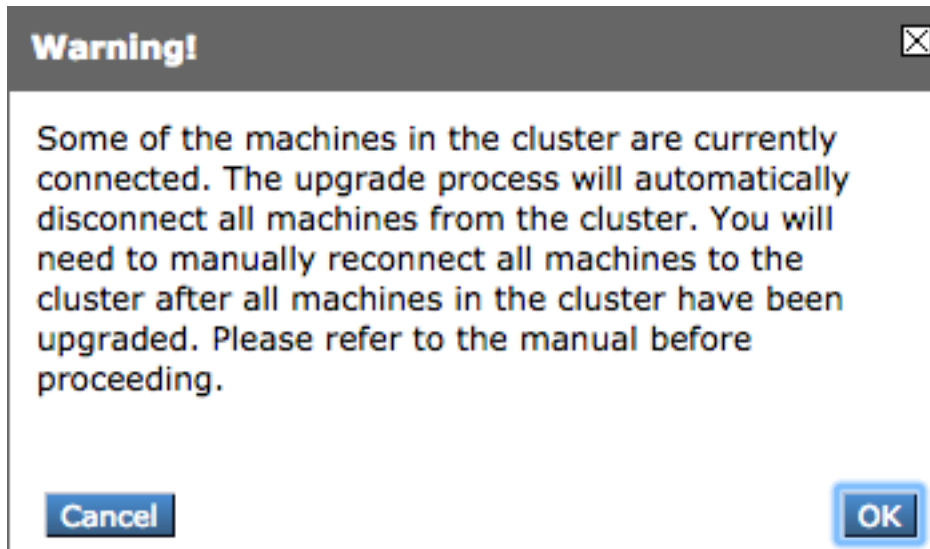 Warning!
Some of the machines in the cluster are currently
connected. The upgrade process will automatically
disconnect all machines from the cluster. You will
need to manually reconnect all machines to the
cluster after all machines in the cluster have been
upgraded. Please refer to the manual before
proceeding.
Cancel
OK